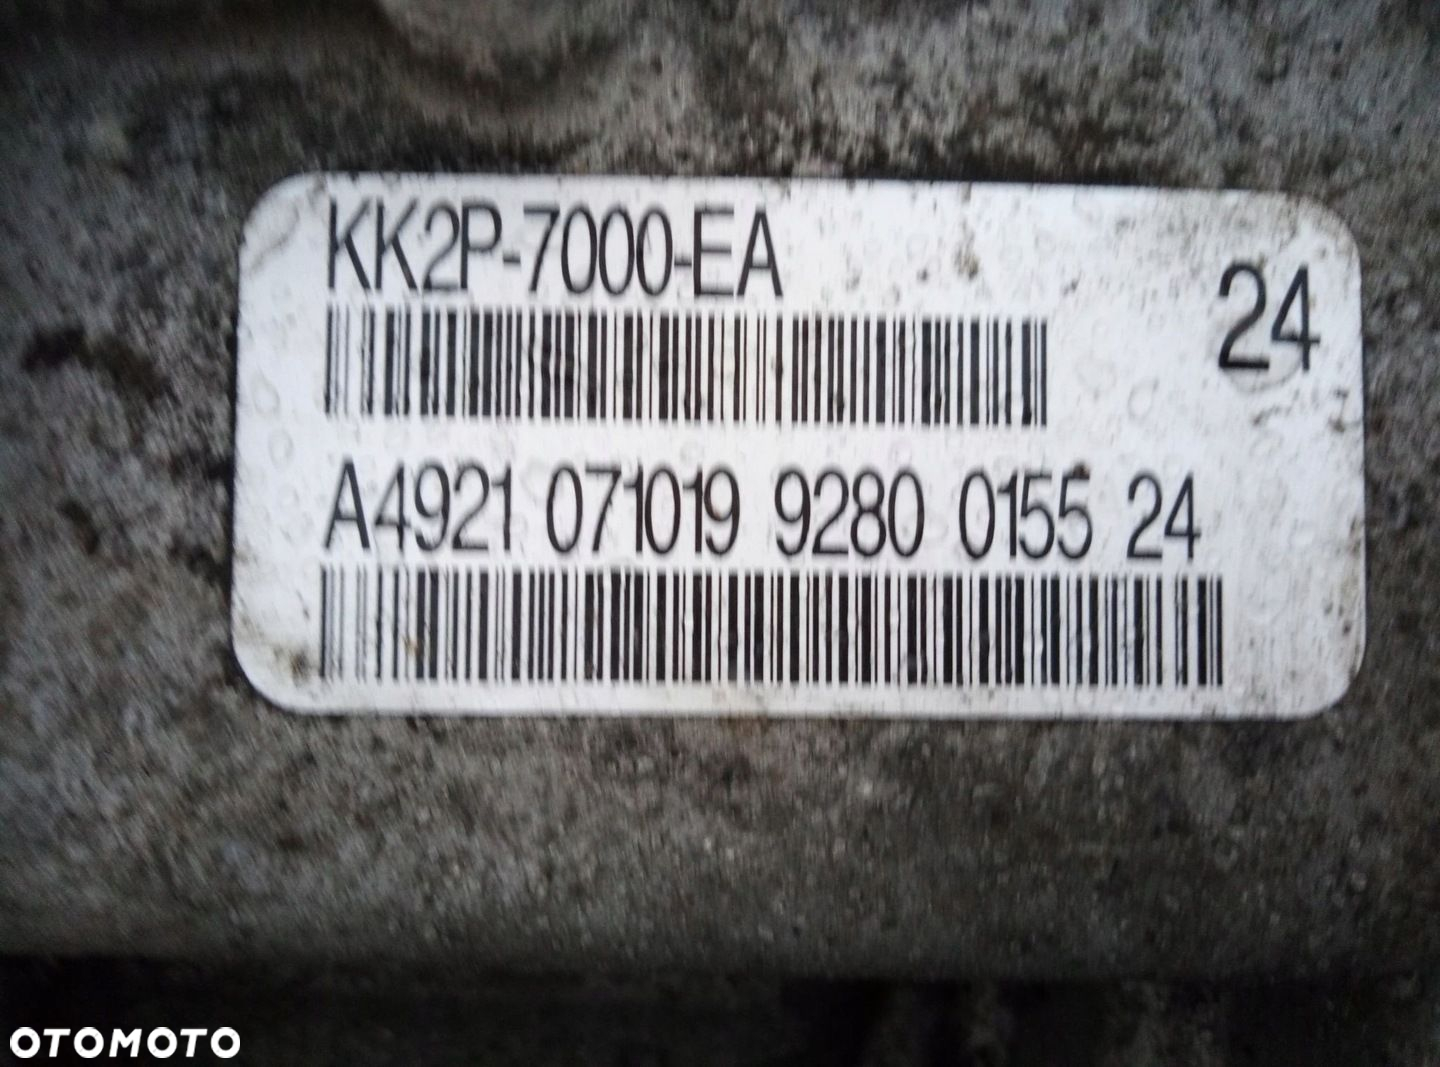 KK2P-7000-EA
24
A4921 071019 9280 0155 24
OTOMOTO